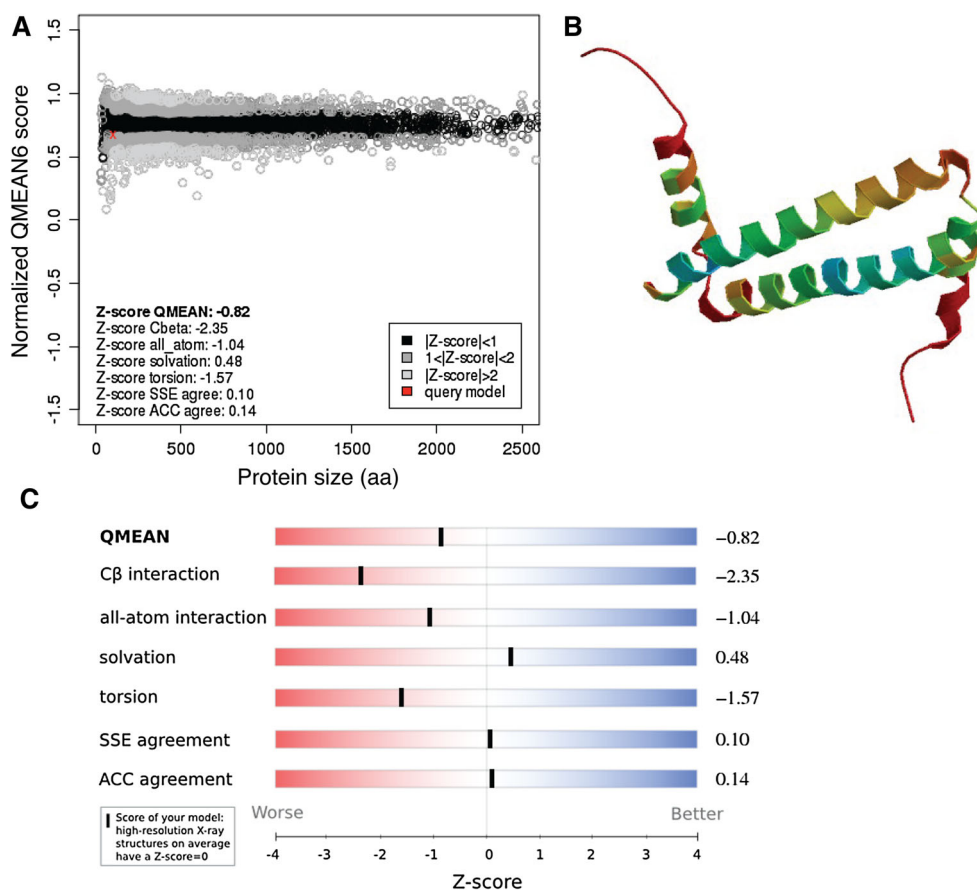 A
B
Normalized QMEAN6 score
1.5
1.0
0.5
0.0
-0.5
-1.0
-1.5
x
Z-score QMEAN: -0.82
Z-score Cbeta: -2.35
Z-score all_atom: -1.04
Z-score solvation: 0.48
Z-score torsion: -1.57
Z-score SSE agree: 0.10
Z-score ACC agree: 0.14
|Z-score|<1
1<|Z-score|<2
|Z-score|>2
query model
0 500 1000 1500 2000 2500
Protein size (aa)
C
QMEAN −0.82
Cβ interaction −2.35
all-atom interaction −1.04
solvation 0.48
torsion −1.57
SSE agreement 0.10
ACC agreement 0.14
Worse Better
Score of your model:
high-resolution X-ray
structures on average
have a Z-score=0
-4 -3 -2 -1 0 1 2 3 4
Z-score